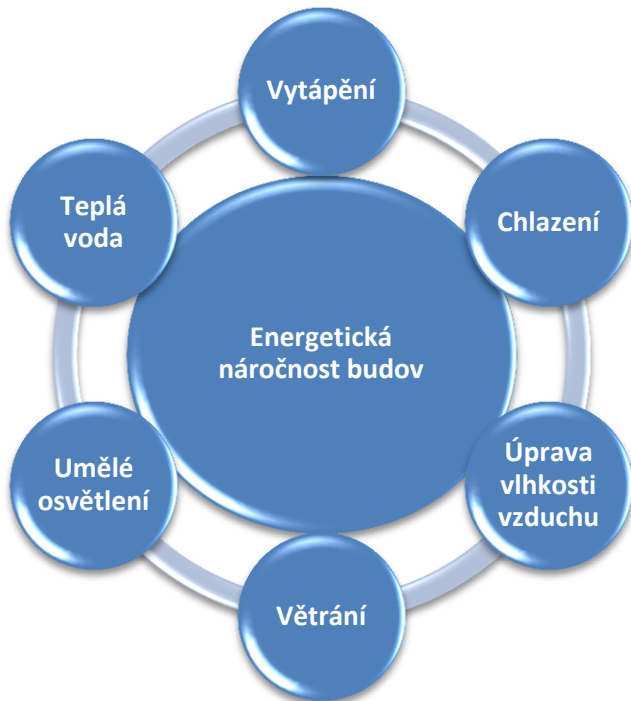 Vytápění
Chlazení
Teplá
voda
Energetická
náročnost budov
Úprava
vlhkosti
vzduchu
Umělé
osvětlení
Větrání